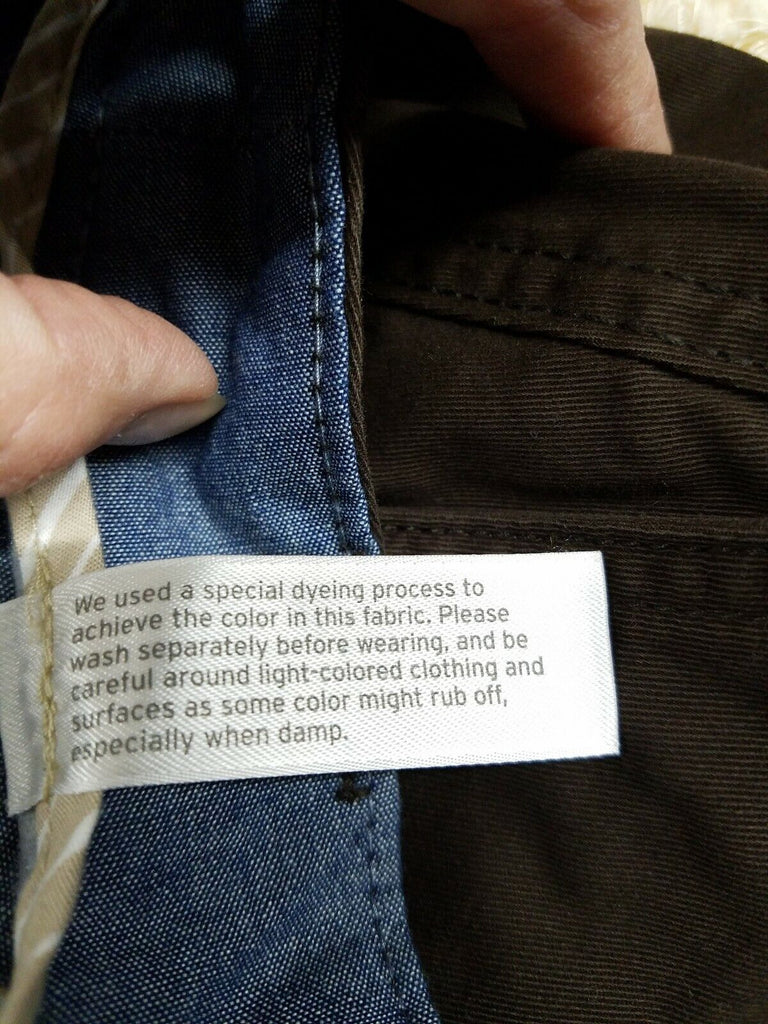 We used a special dyeing process to
achieve the color in this fabric. Please
wash separately before wearing, and be
careful around light-colored clothing and
surfaces as some color might rub off,
especially when damp.